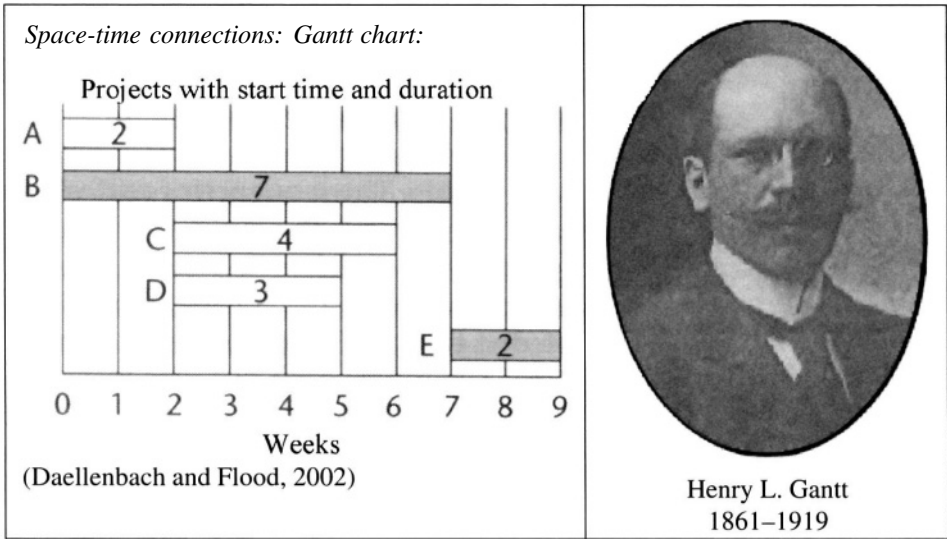 Space-time connections: Gantt chart:
Projects with start time and duration
A 2
B 7
C 4
D 3
E 2
0 1 2 3 4 5 6 7 8 9
Weeks
(Daellenbach and Flood, 2002)
Henry L. Gantt
1861–1919